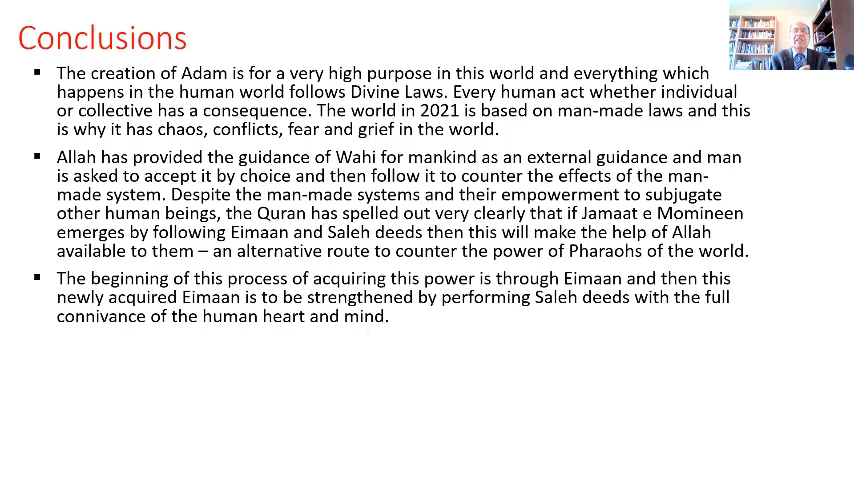 Conclusions
▪ The creation of Adam is for a very high purpose in this world and everything which
happens in the human world follows Divine Laws. Every human act whether individual
or collective has a consequence. The world in 2021 is based on man-made laws and this
is why it has chaos, conflicts, fear and grief in the world.
▪ Allah has provided the guidance of Wahi for mankind as an external guidance and man
is asked to accept it by choice and then follow it to counter the effects of the man-
made system. Despite the man-made systems and their empowerment to subjugate
other human beings, the Quran has spelled out very clearly that if Jamaat e Momineen
emerges by following Eimaan and Saleh deeds then this will make the help of Allah
available to them – an alternative route to counter the power of Pharaohs of the world.
▪ The beginning of this process of acquiring this power is through Eimaan and then this
newly acquired Eimaan is to be strengthened by performing Saleh deeds with the full
connivance of the human heart and mind.